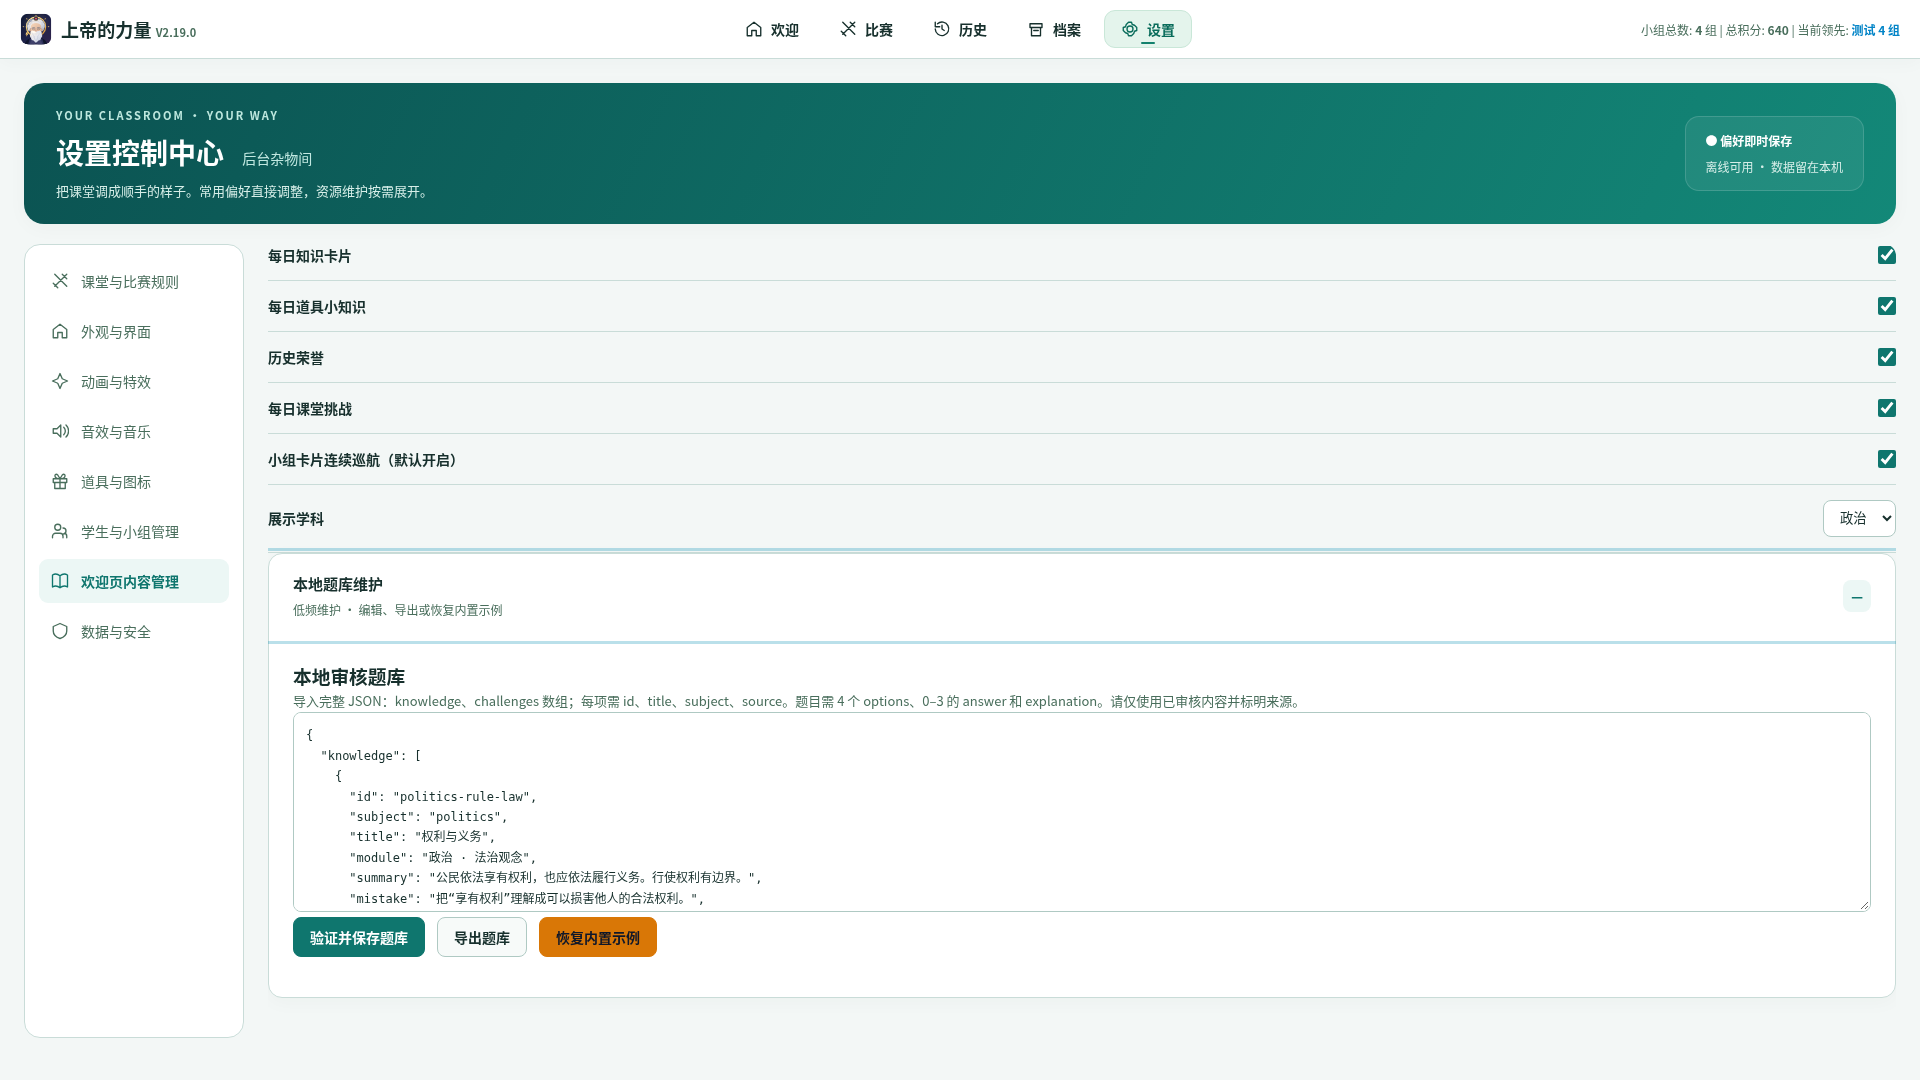 上帝的力量 V2.19.0
欢迎
比赛
历史
档案
设置
小组总数: 4 组 | 总积分: 640 | 当前领先: 测试 4 组
YOUR CLASSROOM · YOUR WAY
设置控制中心 后台杂物间
把课堂调成顺手的样子。常用偏好直接调整，资源维护按需展开。
偏好即时保存
离线可用 · 数据留在本机
课堂与比赛规则
外观与界面
动画与特效
音效与音乐
道具与图标
学生与小组管理
欢迎页内容管理
数据与安全
每日知识卡片
每日道具小知识
历史荣誉
每日课堂挑战
小组卡片连续巡航（默认开启）
展示学科
政治
本地题库维护
低频维护 · 编辑、导出或恢复内置示例
本地审核题库
导入完整 JSON：knowledge、challenges 数组；每项需 id、title、subject、source。题目需 4 个 options、0–3 的 answer 和 explanation。请仅使用已审核内容并标明来源。
{
"knowledge": [
{
"id": "politics-rule-law",
"subject": "politics",
"title": "权利与义务",
"module": "政治 · 法治观念",
"summary": "公民依法享有权利，也应依法履行义务。行使权利有边界。",
"mistake": "把“享有权利”理解成可以损害他人的合法权利。",
验证并保存题库
导出题库
恢复内置示例